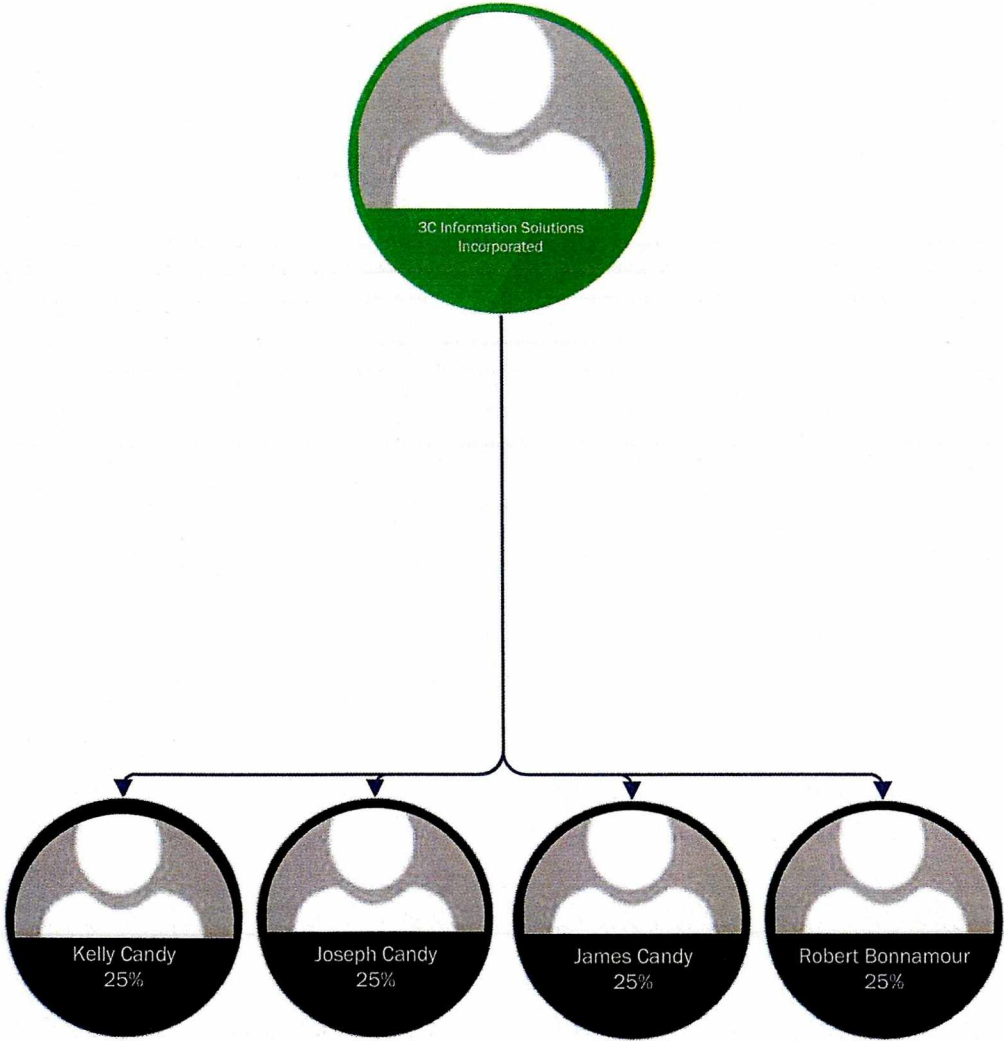 3C Information Solutions
Incorporated
Kelly Candy
25%
Joseph Candy
25%
James Candy
25%
Robert Bonnamour
25%